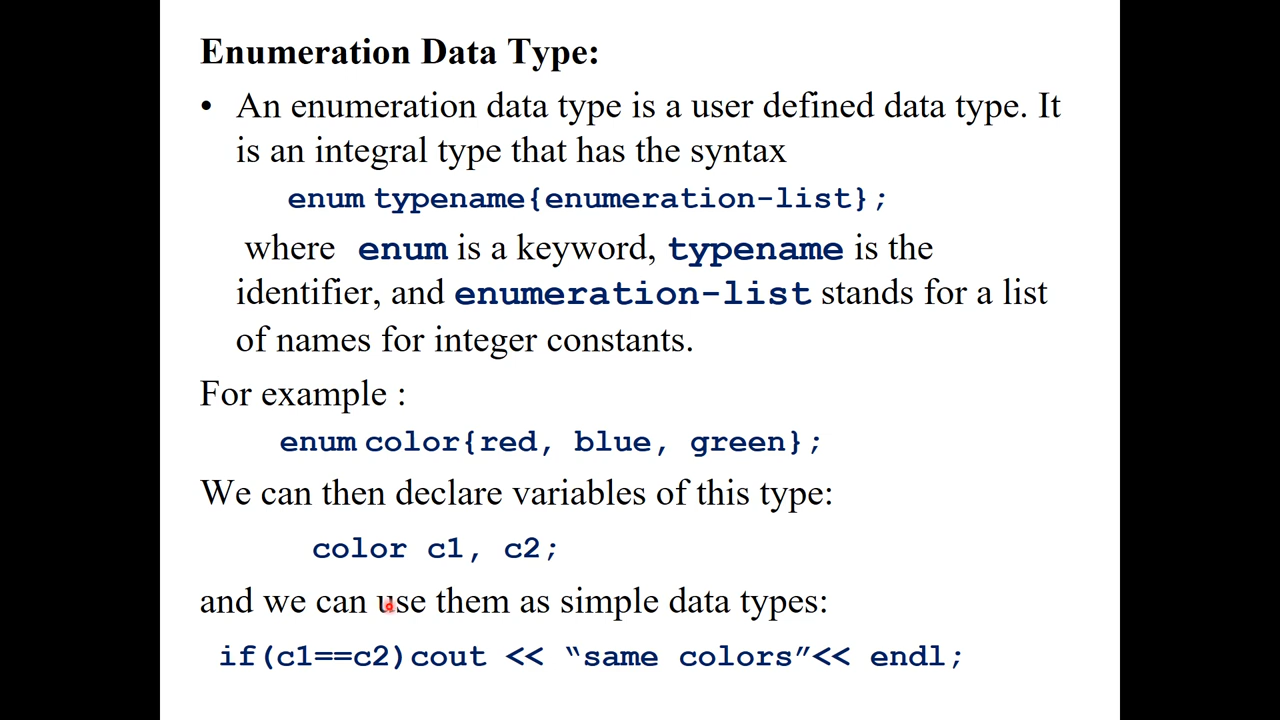 Enumeration Data Type:
• An enumeration data type is a user defined data type. It
is an integral type that has the syntax
enum typename{enumeration-list};
where enum is a keyword, typename is the
identifier, and enumeration-list stands for a list
of names for integer constants.
For example :
enum color{red, blue, green};
We can then declare variables of this type:
color c1, c2;
and we can use them as simple data types:
if(c1==c2)cout << “same colors”<< endl;